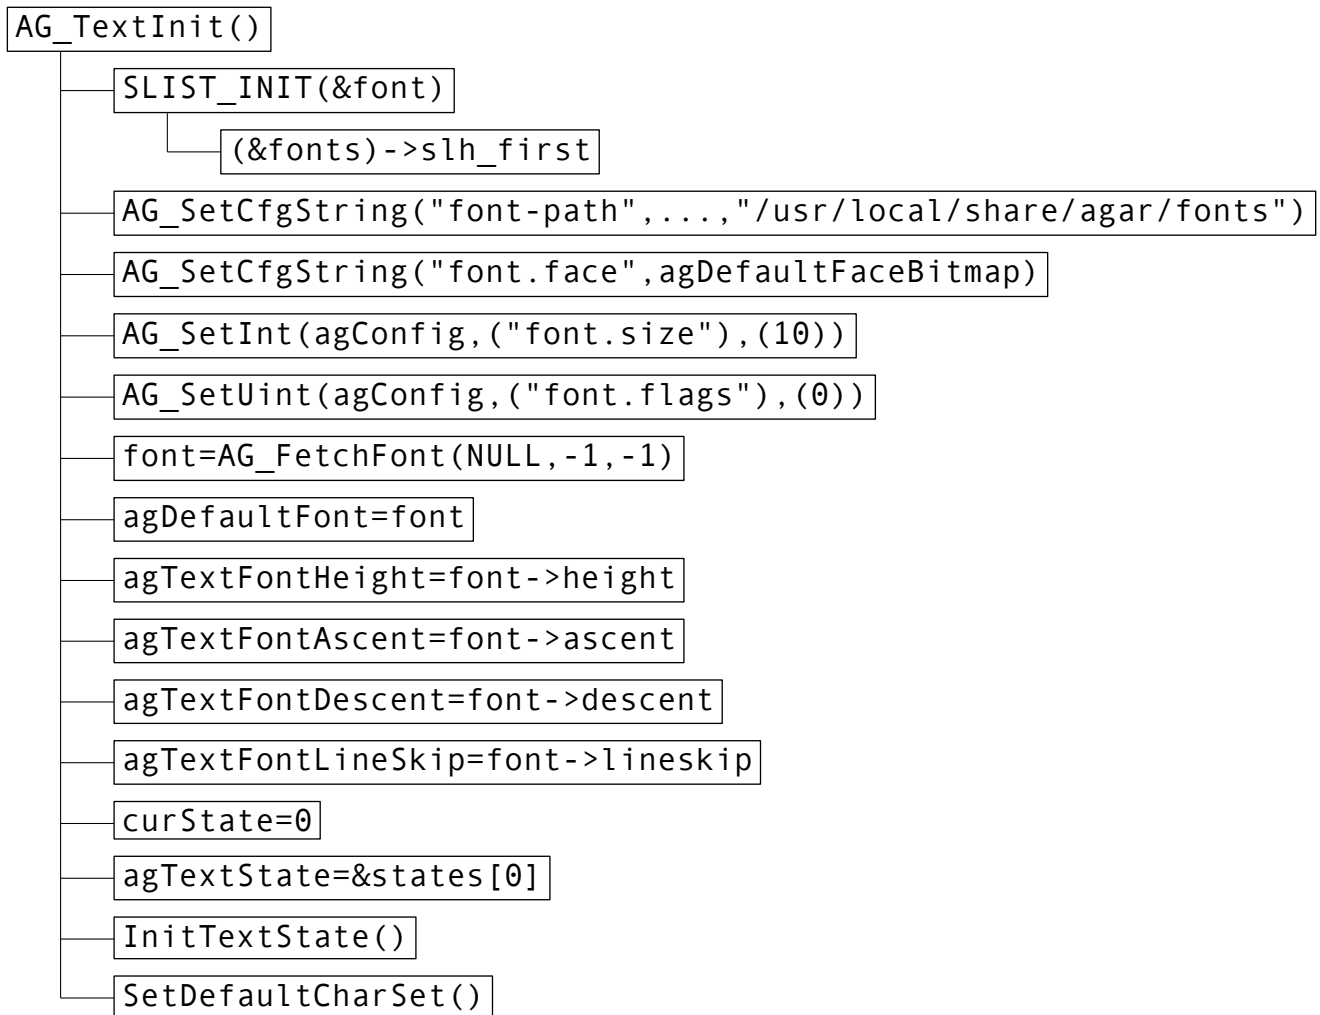 AG_TextInit()
SLIST_INIT(&font)
(&fonts)->slh_first
AG_SetCfgString("font-path",...,"/usr/local/share/agar/fonts")
AG_SetCfgString("font.face",agDefaultFaceBitmap)
AG_SetInt(agConfig,("font.size"),(10))
AG_SetUint(agConfig,("font.flags"),(0))
font=AG_FetchFont(NULL,-1,-1)
agDefaultFont=font
agTextFontHeight=font->height
agTextFontAscent=font->ascent
agTextFontDescent=font->descent
agTextFontLineSkip=font->lineskip
curState=0
agTextState=&states[0]
InitTextState()
SetDefaultCharSet()